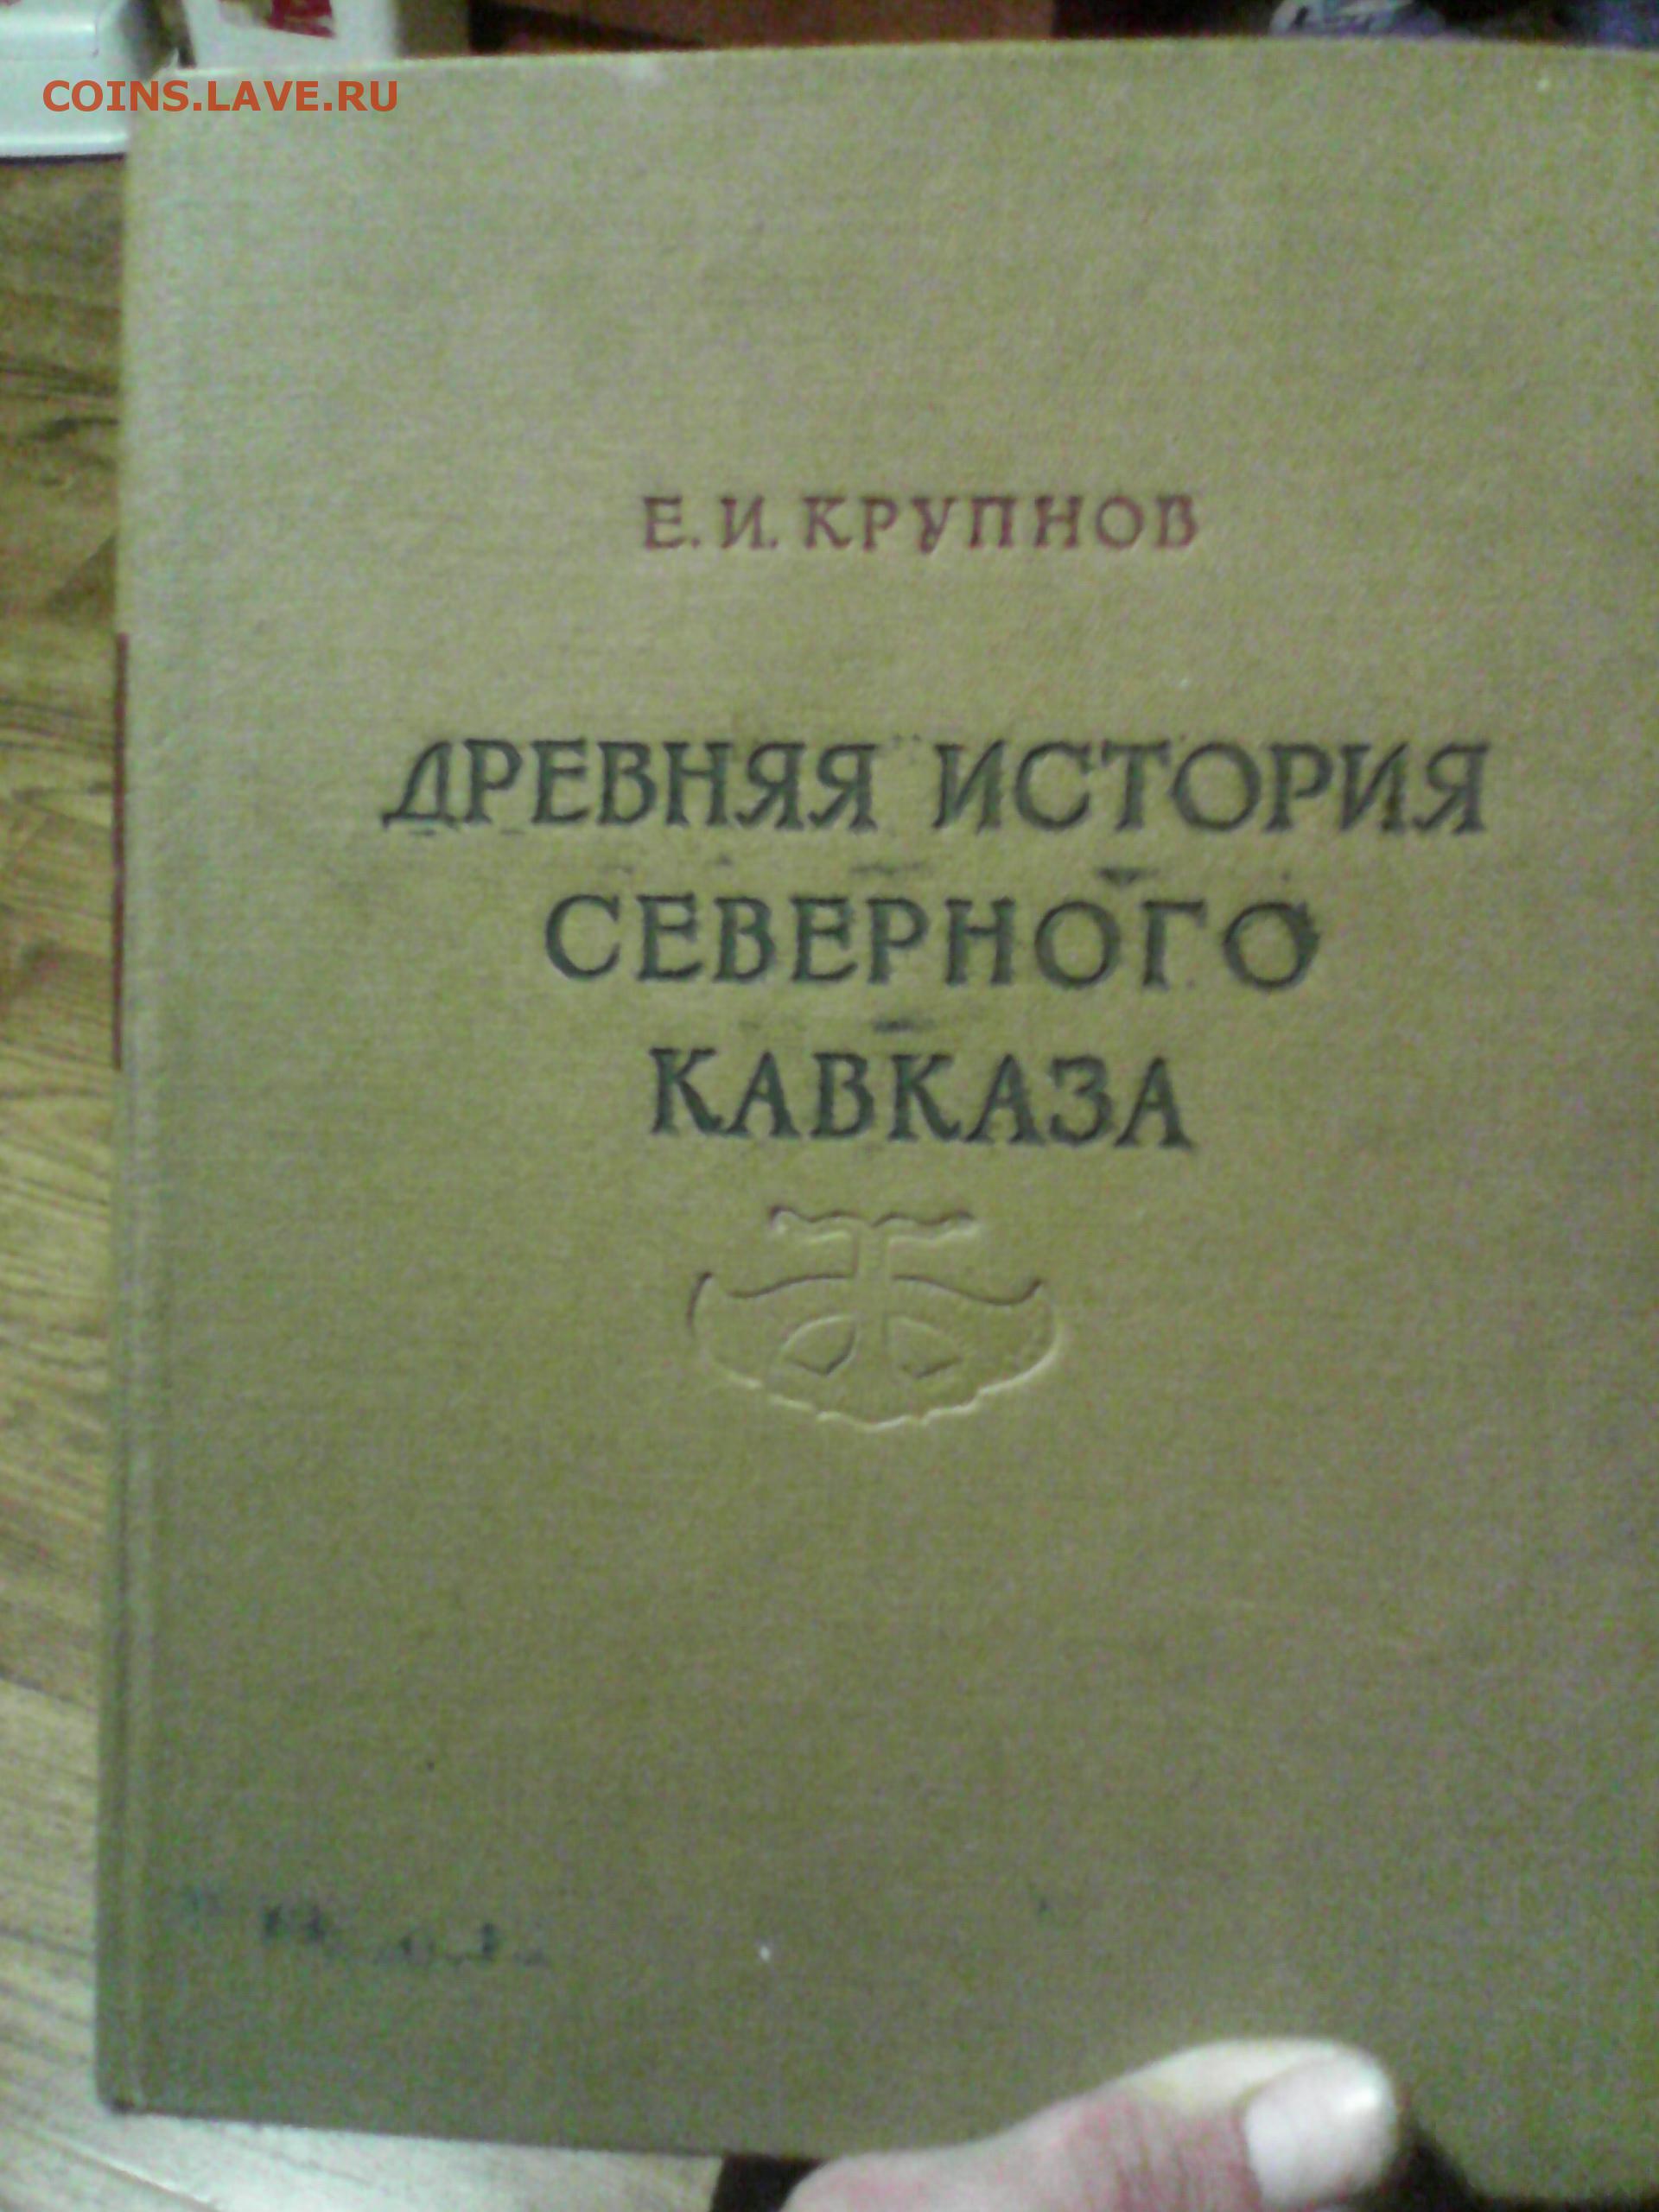 COINS.LAVE.RU
Е. И. КРУПНОВ
ДРЕВНЯЯ ИСТОРИЯ
СЕВЕРНОГО
КАВКАЗА